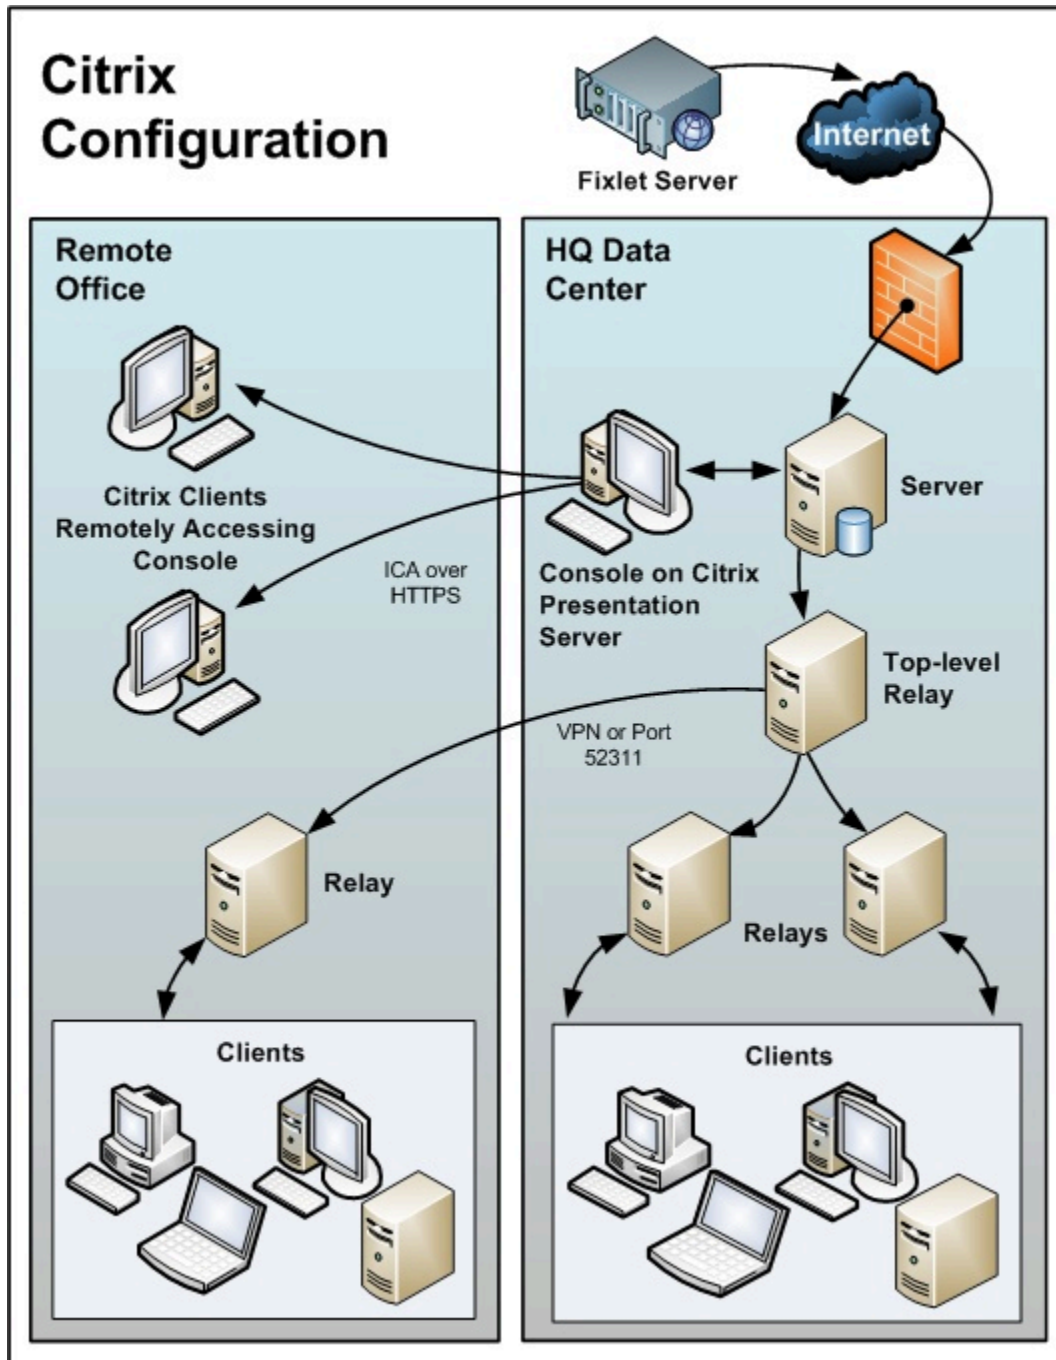 Citrix
Configuration
Internet
Fixlet Server
Remote
Office
HQ Data
Center
Citrix Clients
Remotely Accessing
Console
Server
ICA over
HTTPS
Console on Citrix
Presentation
Server
Top-level
Relay
VPN or Port
52311
Relay
Relays
Clients
Clients